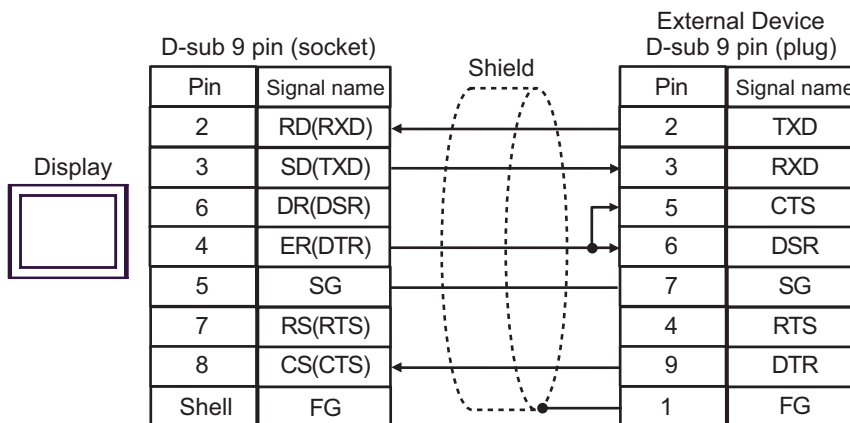 External Device
D-sub 9 pin (socket)
D-sub 9 pin (plug)
Shield
Pin Signal name Pin Signal name
2 RD(RXD) 2 TXD
Display
3 SD(TXD) 3 RXD
6 DR(DSR) 5 CTS
4 ER(DTR) 6 DSR
5 SG 7 SG
7 RS(RTS) 4 RTS
8 CS(CTS) 9 DTR
Shell FG 1 FG